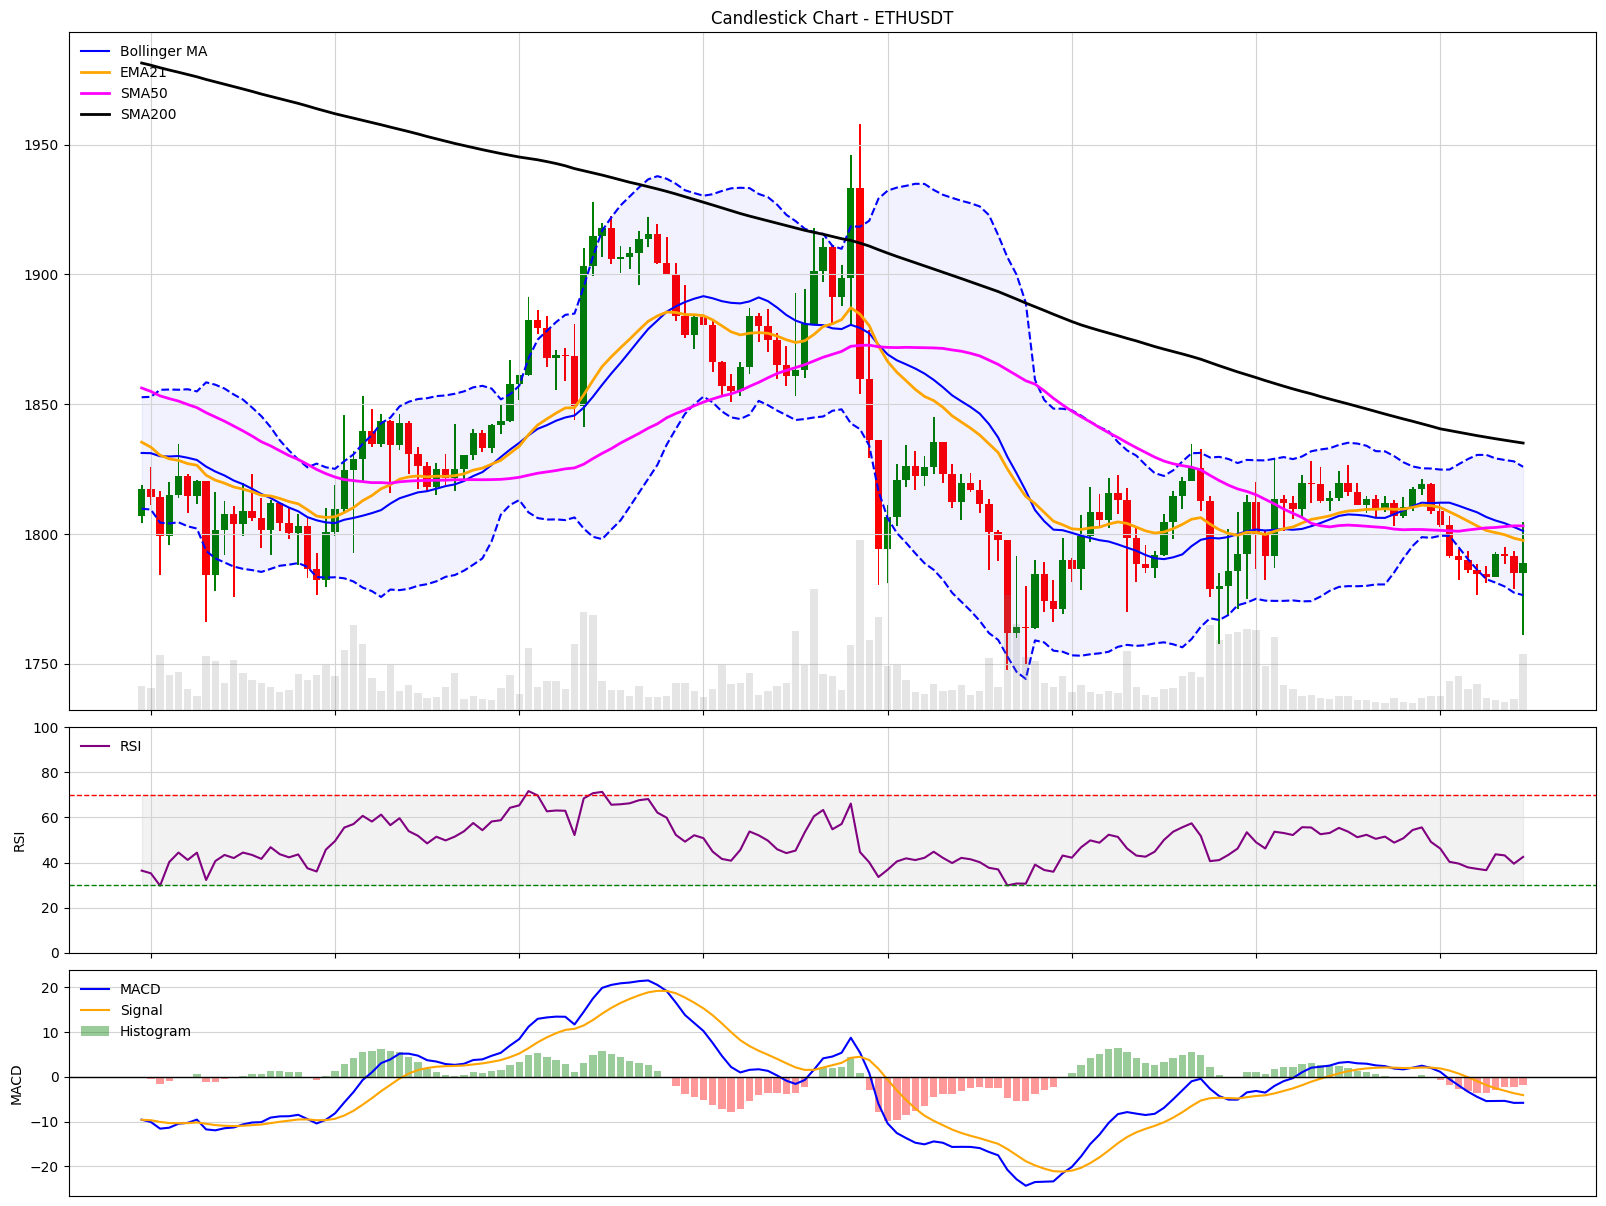 Candlestick Chart - ETHUSDT
Bollinger MA
EMA21
SMA50
SMA200
1950
1900
1850
1800
1750
RSI
100
80
60
40
20
0
RSI
MACD
Signal
Histogram
20
10
0
−10
−20
MACD